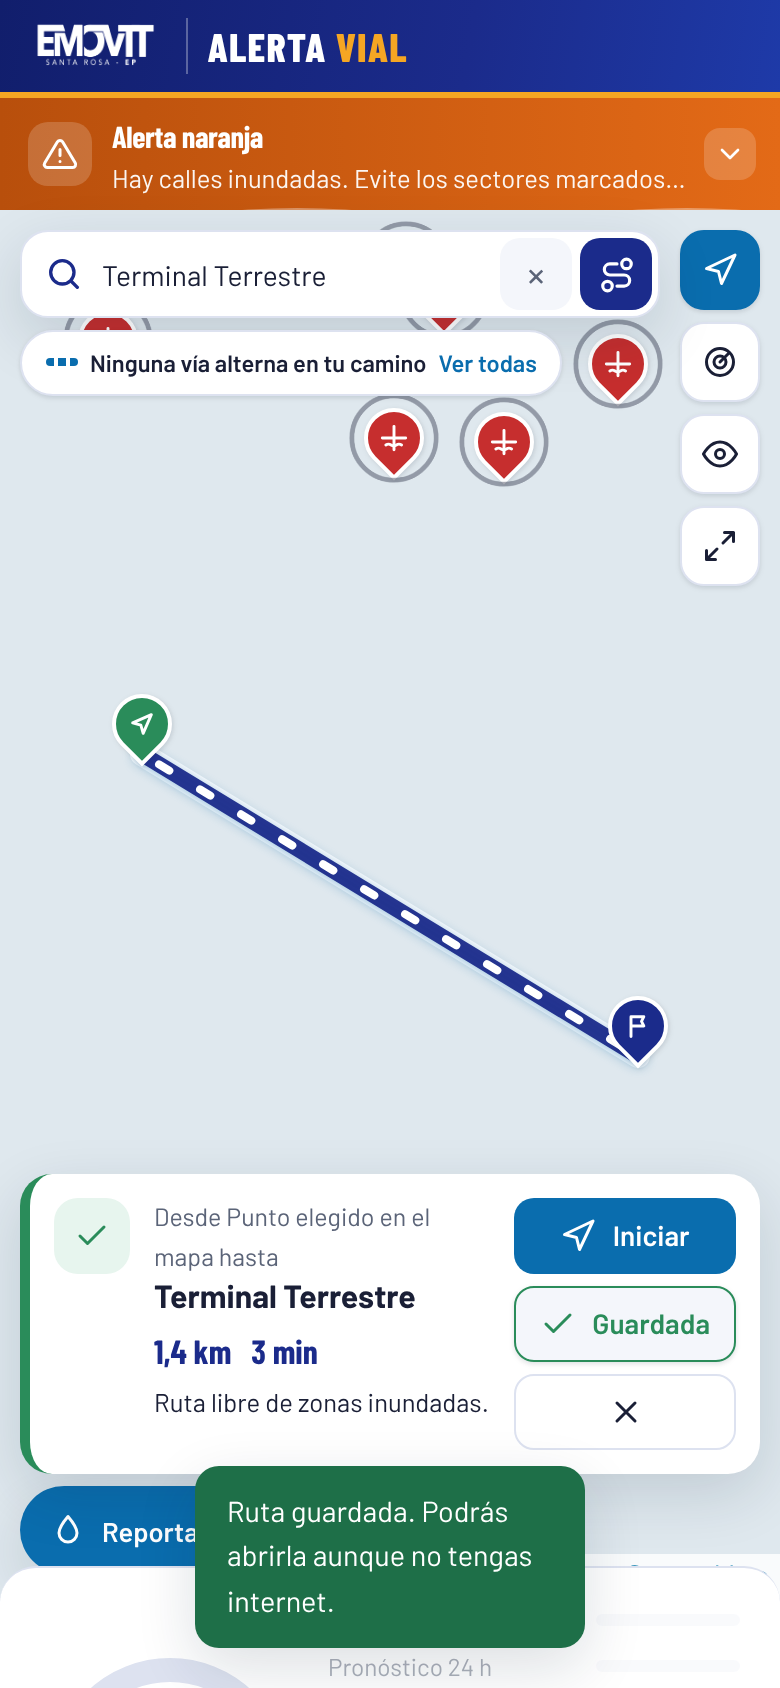 EMOVIT
SANTA ROSA - EP
ALERTA VIAL
Alerta naranja
Hay calles inundadas. Evite los sectores marcados...
Terminal Terrestre
Ninguna vía alterna en tu camino Ver todas
Desde Punto elegido en el
mapa hasta
Terminal Terrestre
1,4 km 3 min
Ruta libre de zonas inundadas.
Iniciar
Guardada
Reporta
Ruta guardada. Podrás
abrirla aunque no tengas
internet.
Pronóstico 24 h